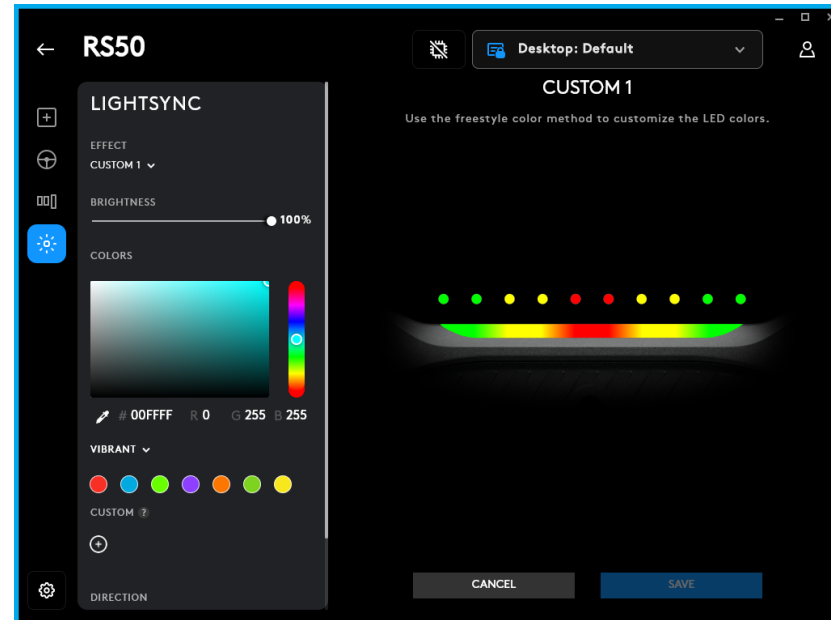 RS50
Desktop: Default
LIGHTSYNC
EFFECT
CUSTOM 1
BRIGHTNESS
100%
COLORS
# 00FFFF R 0 G 255 B 255
VIBRANT
CUSTOM ?
DIRECTION
CUSTOM 1
Use the freestyle color method to customize the LED colors.
CANCEL
SAVE